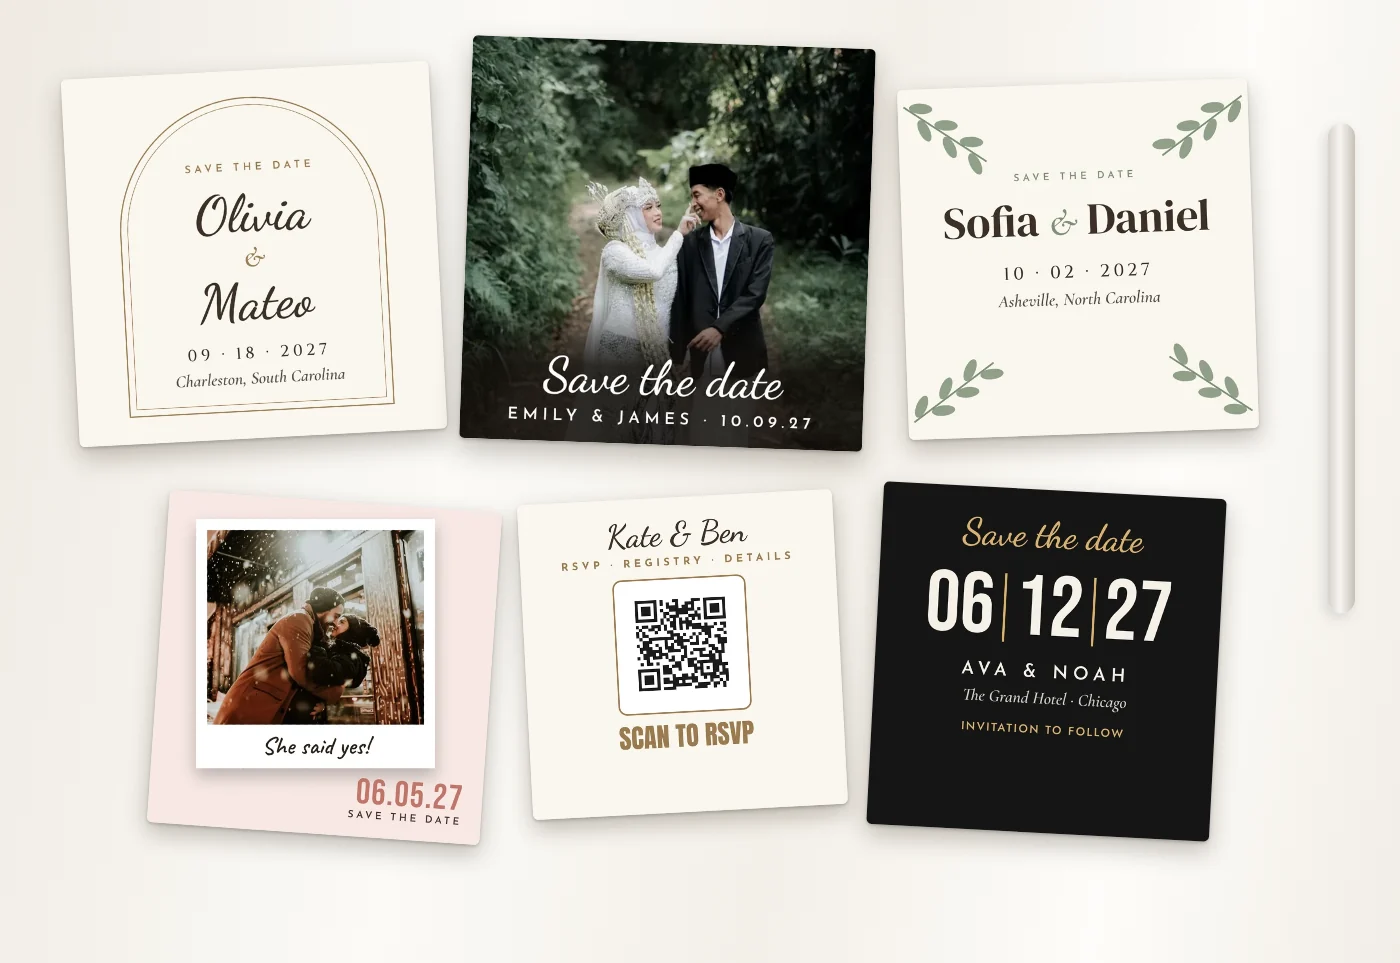 SAVE THE DATE
Olivia
&
Mateo
09 · 18 · 2027
Charleston, South Carolina
Save the date
EMILY & JAMES · 10.09.27
SAVE THE DATE
Sofia & Daniel
10 · 02 · 2027
Asheville, North Carolina
She said yes!
06.05.27
SAVE THE DATE
Kate & Ben
RSVP · REGISTRY · DETAILS
SCAN TO RSVP
Save the date
06|12|27
AVA & NOAH
The Grand Hotel · Chicago
INVITATION TO FOLLOW